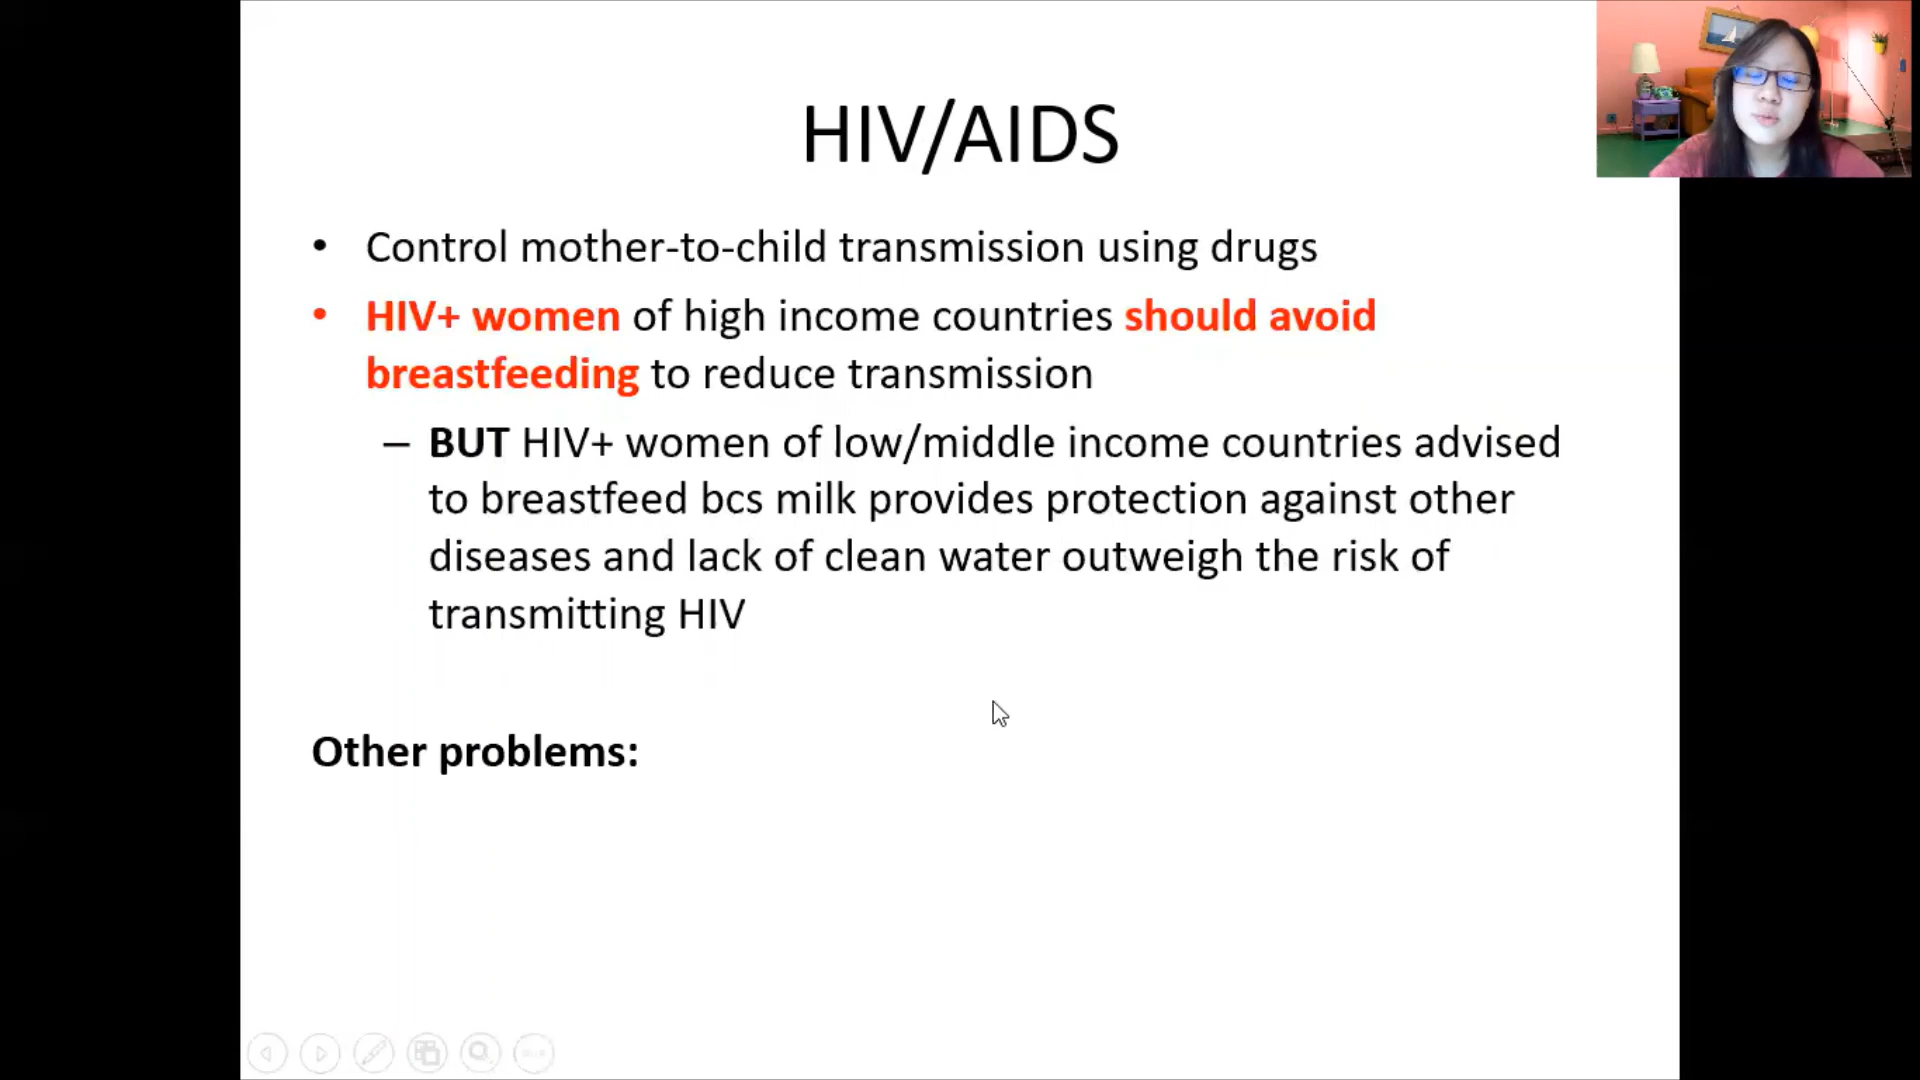 HIV/AIDS
• Control mother-to-child transmission using drugs
• HIV+ women of high income countries should avoid
breastfeeding to reduce transmission
– BUT HIV+ women of low/middle income countries advised
to breastfeed bcs milk provides protection against other
diseases and lack of clean water outweigh the risk of
transmitting HIV
Other problems: